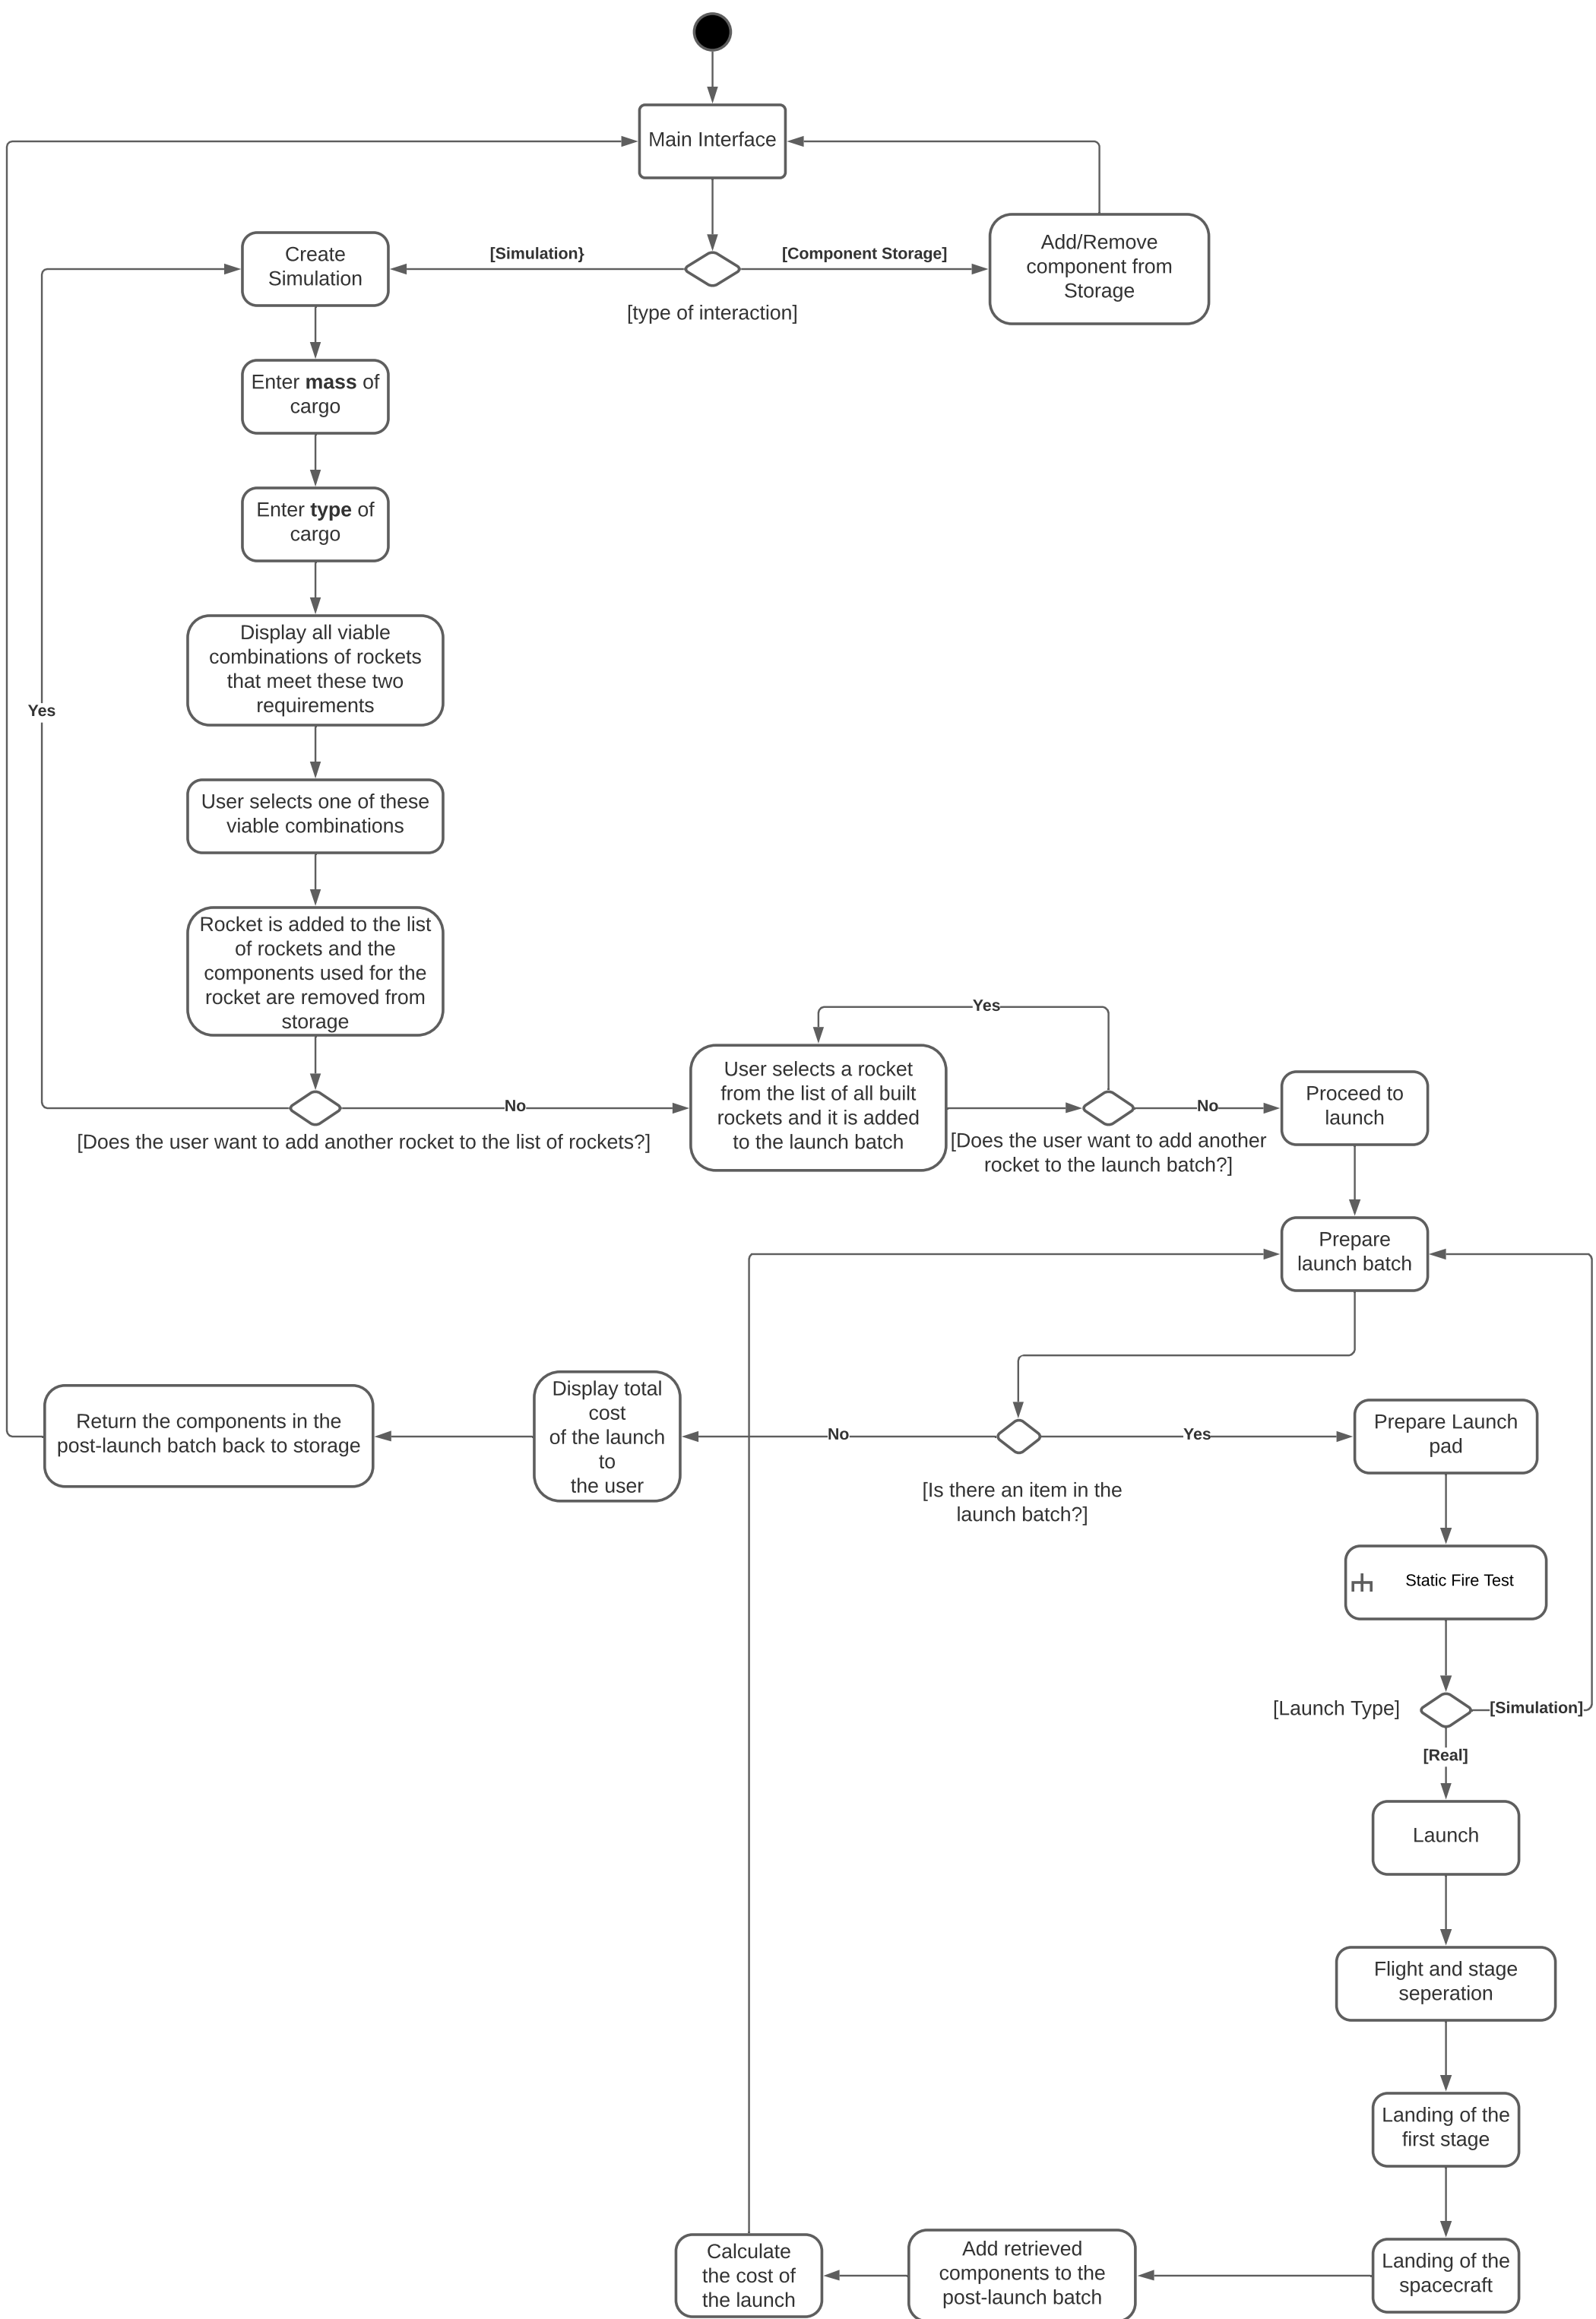 Main Interface
[Simulation}
[Component Storage]
[type of interaction]
Add/Remove
component from
Storage
Create
Simulation
Enter mass of
cargo
Enter type of
cargo
Display all viable
combinations of rockets
that meet these two
requirements
Yes
User selects one of these
viable combinations
Rocket is added to the list
of rockets and the
components used for the
rocket are removed from
storage
No
[Does the user want to add another rocket to the list of rockets?]
Yes
User selects a rocket
from the list of all built
rockets and it is added
to the launch batch
[Does the user want to add another
rocket to the launch batch?]
No
Proceed to
launch
Prepare
launch batch
Return the components in the
post-launch batch back to storage
Display total
cost
of the launch
to
the user
No
Yes
[Is there an item in the
launch batch?]
Prepare Launch
pad
Static Fire Test
[Launch Type]
[Simulation]
[Real]
Launch
Flight and stage
seperation
Landing of the
first stage
Landing of the
spacecraft
Add retrieved
components to the
post-launch batch
Calculate
the cost of
the launch